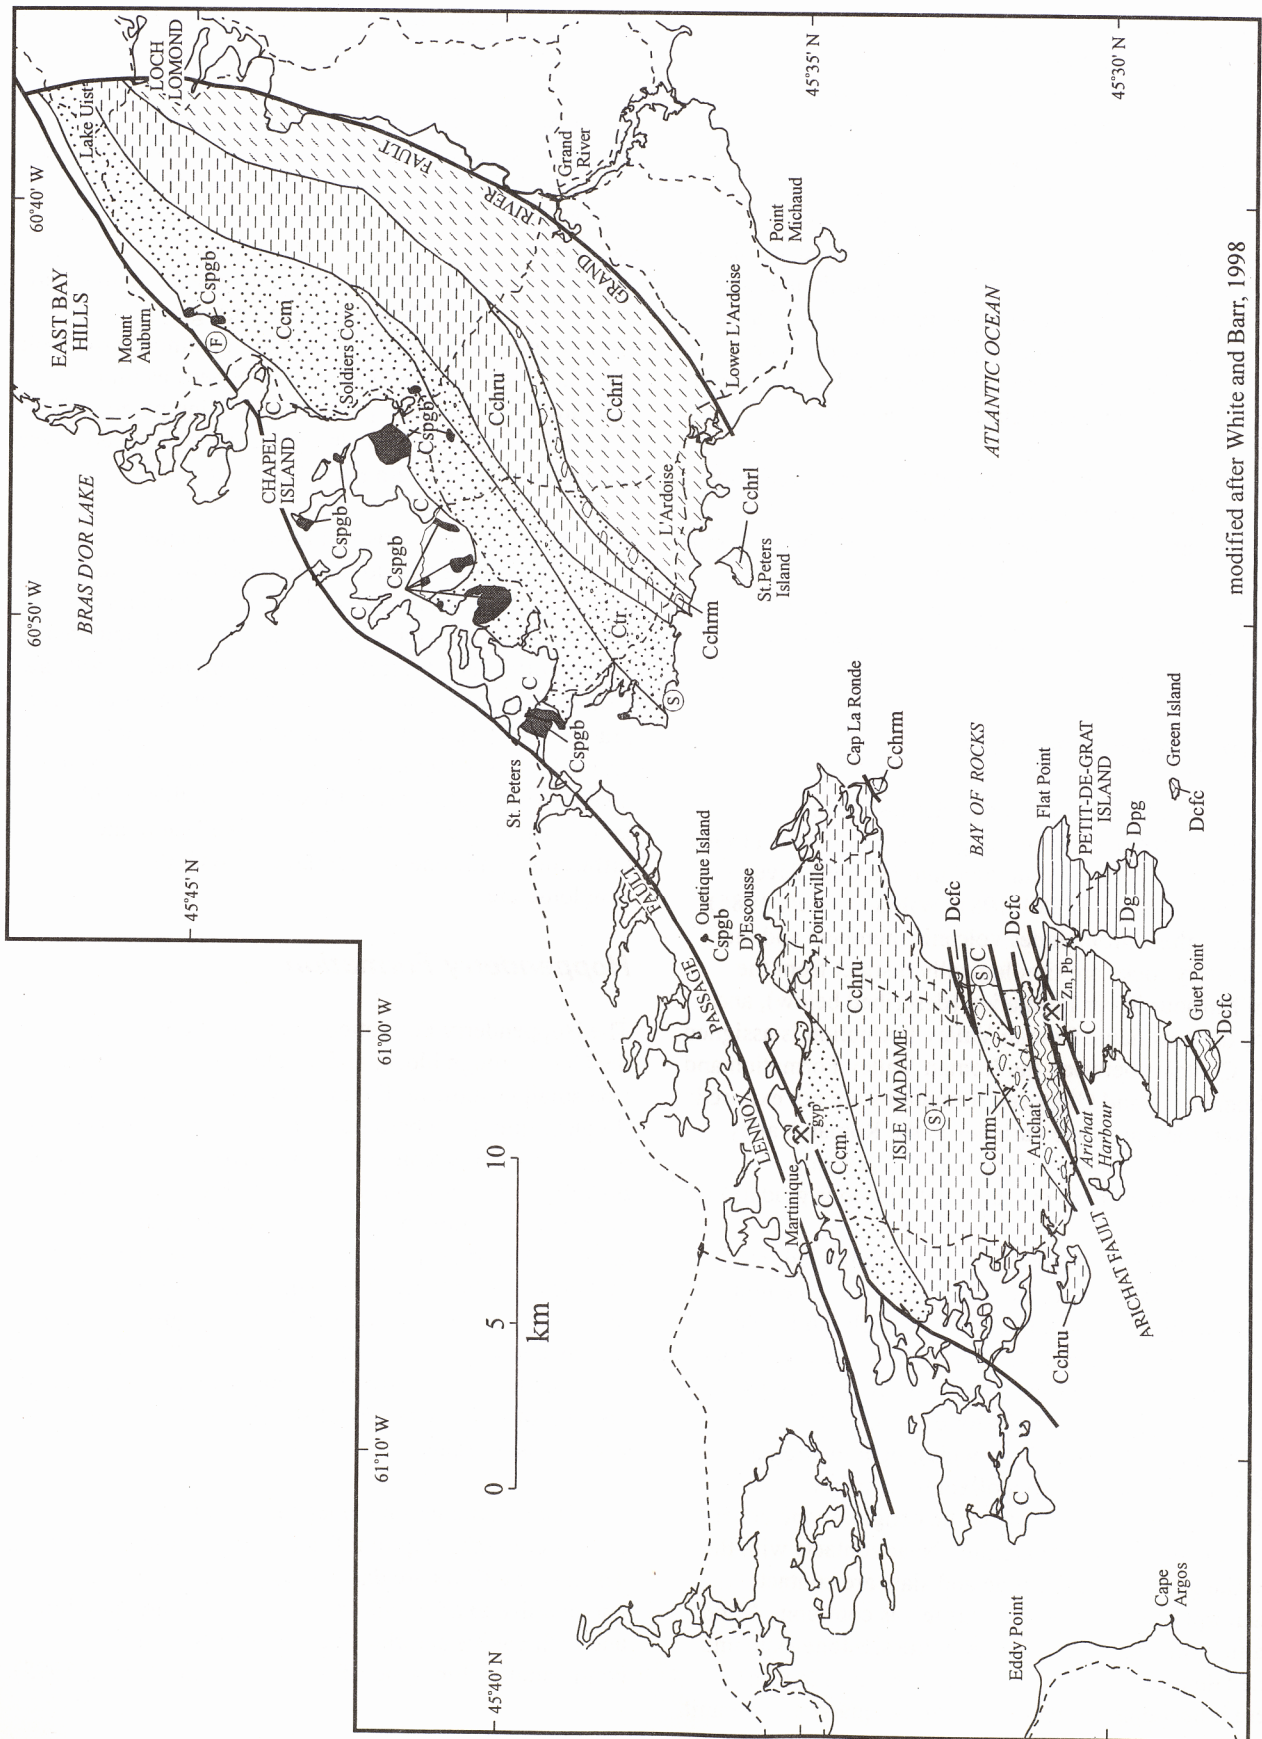 45°45' N
45°40' N
45°35' N
45°30' N
60°40' W
60°50' W
61°00' W
61°10' W
LOCH
LOMOND
Lake Uist
EAST BAY
HILLS
Mount
Auburn
Cspgb
F
Ccm
Soldiers Cove
C
CHAPEL
ISLAND
BRAS D'OR LAKE
Cspgb
Cspgb
Cspgb
C
C
C
Cchru
Cchrl
GRAND
RIVER
FAULT
Grand
River
Point
Michaud
Lower L'Ardoise
L'Ardoise
Cchrl
St.Peters
Island
Ctr
Cchrm
S
St. Peters
Cspgb
ATLANTIC OCEAN
LENNOX
PASSAGE
FAULT
Ouetique Island
Cspgb
D'Escousse
Poirierville
Cap La Ronde
Cchrm
BAY OF ROCKS
Cchru
ISLE MADAME
S
Ccm
gyp
Martinique
C
Dcfc
S
C
Dcfc
Cchrm
Arichat
Arichat
Harbour
ARICHAT FAULT
Cchru
Zn, Pb
C
Flat Point
PETIT-DE-GRAT
ISLAND
Dg
Dpg
Green Island
Dcfc
Guet Point
Dcfc
C
Eddy Point
Cape
Argos
0 5 10
km
modified after White and Barr, 1998